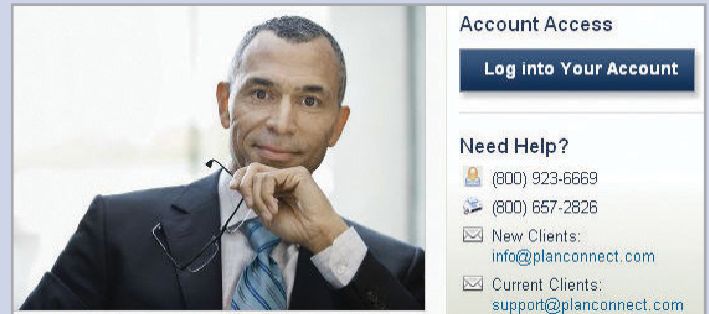 Account Access
Log into Your Account
Need Help?
(800) 923-6669
(800) 657-2826
New Clients:
info@planconnect.com
Current Clients:
support@planconnect.com